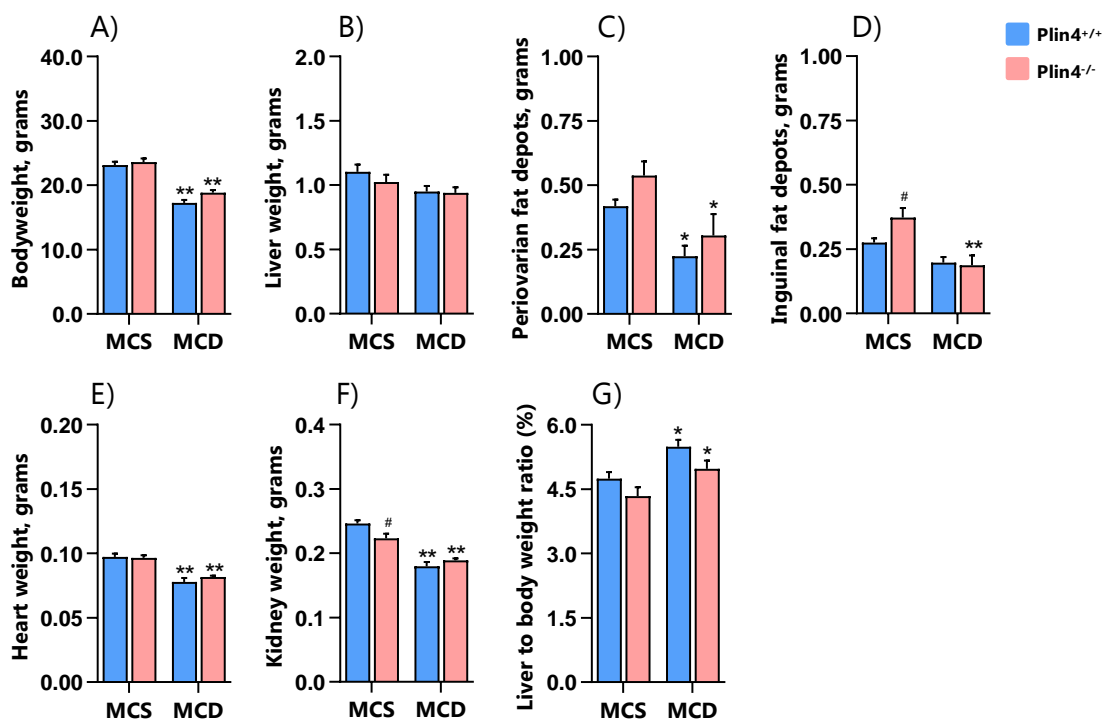 A)
Bodyweight, grams
40.0
30.0
20.0
10.0
0.0
** **
MCS MCD
B)
Liver weight, grams
2.0
1.5
1.0
0.5
0.0
MCS MCD
C)
Periovarian fat depots, grams
1.00
0.75
0.50
0.25
0.00
* *
MCS MCD
D)
Inguinal fat depots, grams
1.00
0.75
0.50
0.25
0.00
# **
MCS MCD
Plin4+/+
Plin4-/-
E)
Heart weight, grams
0.20
0.15
0.10
0.05
0.00
** **
MCS MCD
F)
Kidney weight, grams
0.4
0.3
0.2
0.1
0.0
# ** **
MCS MCD
G)
Liver to body weight ratio (%)
6.0
4.5
3.0
1.5
0.0
* *
MCS MCD